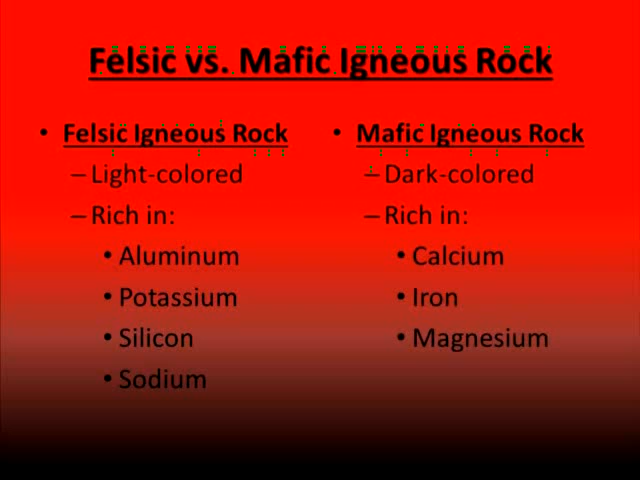 Felsic vs. Mafic Igneous Rock
• Felsic Igneous Rock
– Light-colored
– Rich in:
• Aluminum
• Potassium
• Silicon
• Sodium
• Mafic Igneous Rock
– Dark-colored
– Rich in:
• Calcium
• Iron
• Magnesium